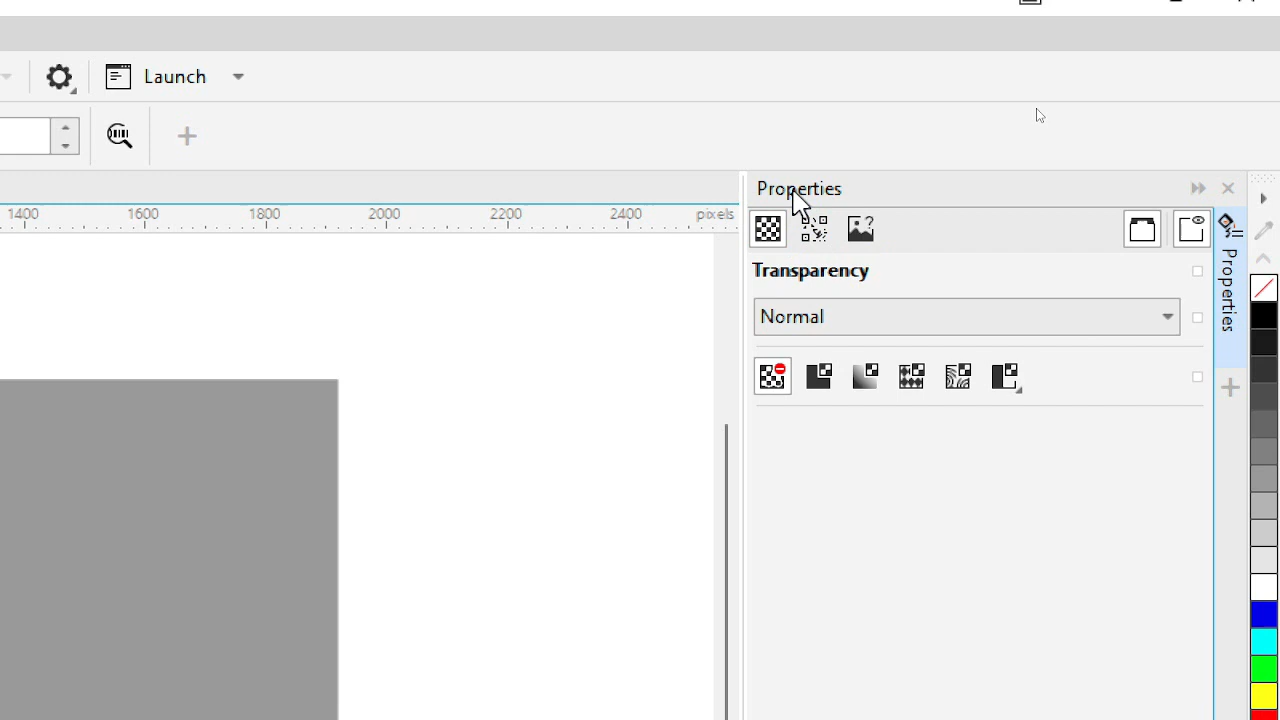 Launch
Properties
1400 1600 1800 2000 2200 2400 pixels
Transparency
Properties
Normal